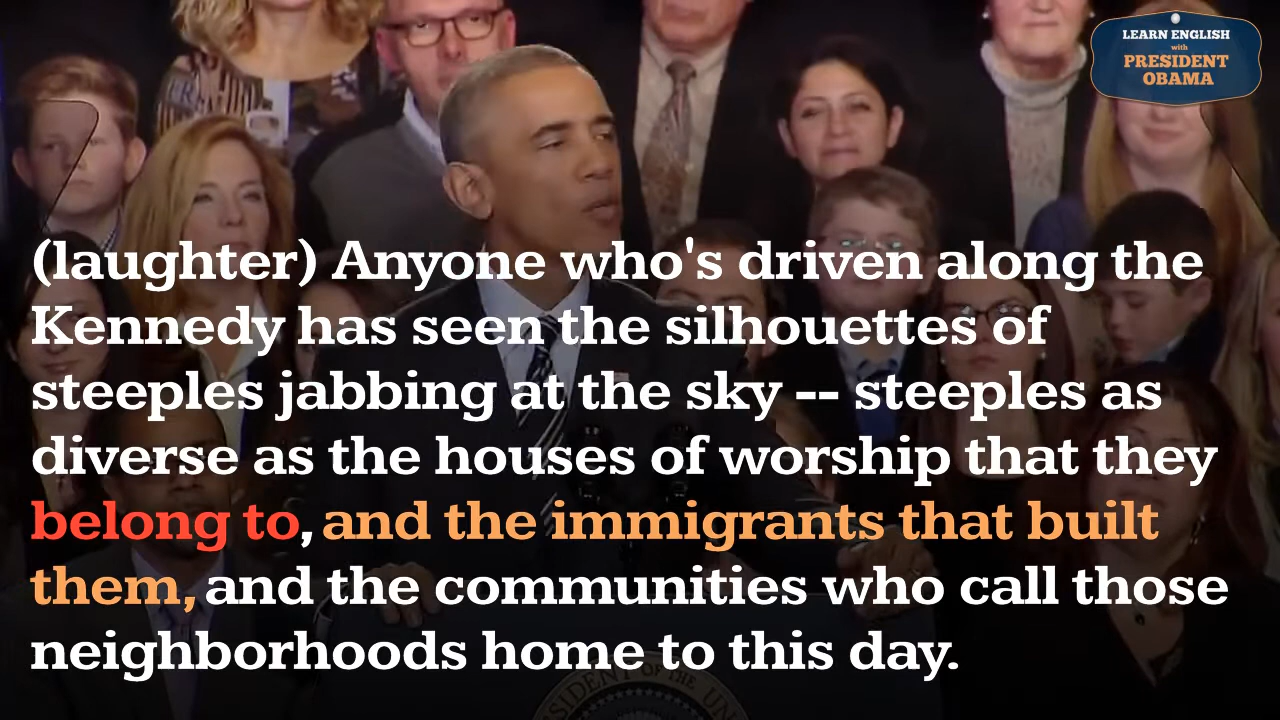 LEARN ENGLISH
with
PRESIDENT
OBAMA
(laughter) Anyone who's driven along the
Kennedy has seen the silhouettes of
steeples jabbing at the sky -- steeples as
diverse as the houses of worship that they
belong to, and the immigrants that built
them, and the communities who call those
neighborhoods home to this day.